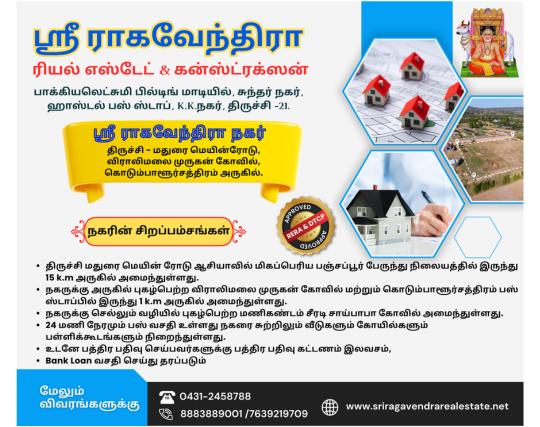 ஸ்ரீ ராகவேந்திரா
ரியல் எஸ்டேட் & கன்ஸ்ட்ரக்ஸன்
பாக்கியலெட்சுமி பில்டிங் மாடியில், சுந்தர் நகர்,
ஹாஸ்டல் பஸ் ஸ்டாப், K.K.நகர், திருச்சி -21.
ஸ்ரீ ராகவேந்திரா நகர்
திருச்சி - மதுரை மெயின்ரோடு,
விராலிமலை முருகன் கோவில்,
கொடும்பாளூர்சத்திரம் அருகில்.
நகரின் சிறப்பம்சங்கள்
APPROVED
RERA & DTCP
APPROVED
• திருச்சி மதுரை மெயின் ரோடு ஆசியாவில் மிகப்பெரிய பஞ்சப்பூர் பேருந்து நிலையத்தில் இருந்து
15 k.m அருகில் அமைந்துள்ளது.
• நகருக்கு அருகில் புகழ்பெற்ற விராலிமலை முருகன் கோவில் மற்றும் கொடும்பாளூர்சத்திரம் பஸ்
ஸ்டாப்பில் இருந்து 1 k.m அருகில் அமைந்துள்ளது.
• நகருக்கு செல்லும் வழியில் புகழ்பெற்ற மணிகண்டம் சீரடி சாய்பாபா கோவில் அமைந்துள்ளது.
• 24 மணி நேரமும் பஸ் வசதி உள்ளது நகரை சுற்றிலும் வீடுகளும் கோயில்களும்
பள்ளிக்கூடங்களும் நிறைந்துள்ளது.
• உடனே பத்திர பதிவு செய்பவர்களுக்கு பத்திர பதிவு கட்டணம் இலவசம்,
• Bank Loan வசதி செய்து தரப்படும்
மேலும்
விவரங்களுக்கு
0431-2458788
8883889001 /7639219709
www.sriragavendrarealestate.net